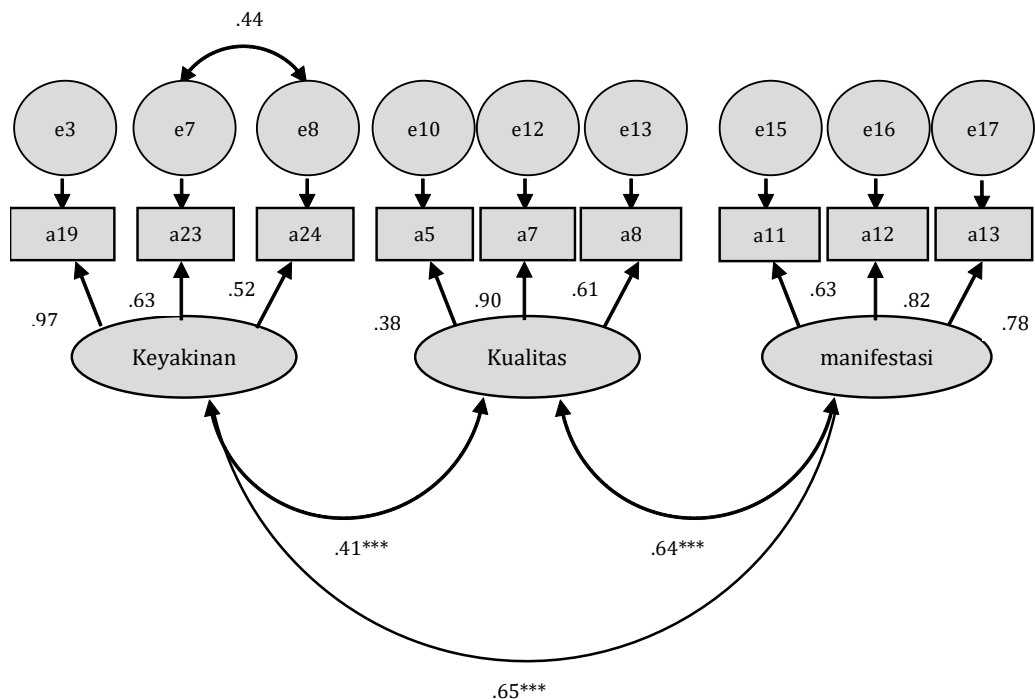 .44
e3 e7 e8 e10 e12 e13 e15 e16 e17
a19 a23 a24 a5 a7 a8 a11 a12 a13
.97 .63 .52 .38 .90 .61 .63 .82 .78
Keyakinan Kualitas manifestasi
.41*** .64***
.65***